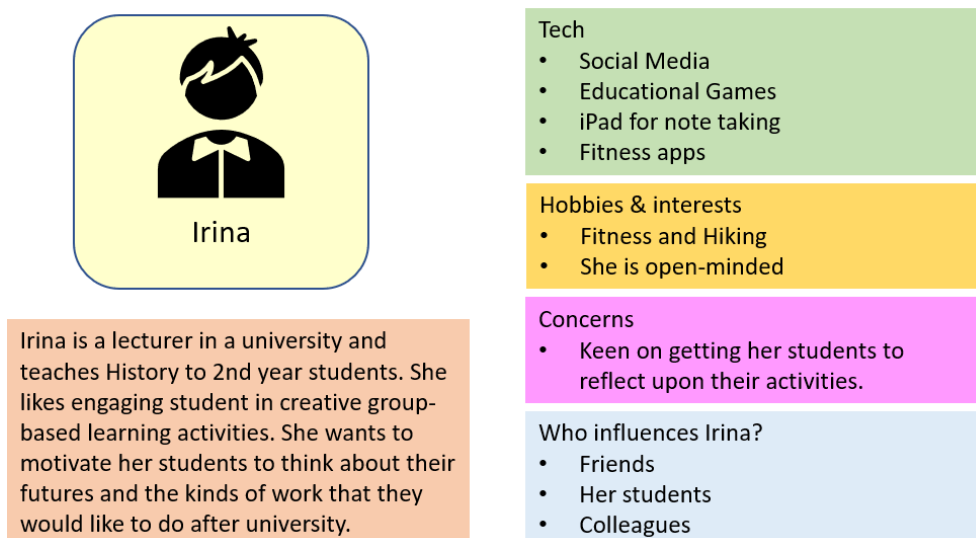 Irina
Irina is a lecturer in a university and
teaches History to 2nd year students. She
likes engaging student in creative group-
based learning activities. She wants to
motivate her students to think about their
futures and the kinds of work that they
would like to do after university.
Tech
• Social Media
• Educational Games
• iPad for note taking
• Fitness apps
Hobbies & interests
• Fitness and Hiking
• She is open-minded
Concerns
• Keen on getting her students to
reflect upon their activities.
Who influences Irina?
• Friends
• Her students
• Colleagues